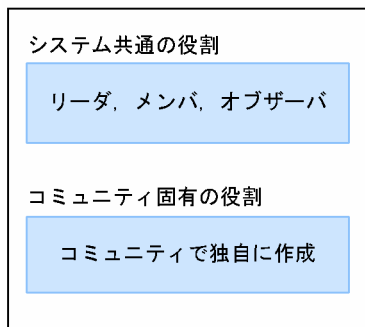 システム共通の役割
リーダ，メンバ，オブザーバ
コミュニティ固有の役割
コミュニティで独自に作成